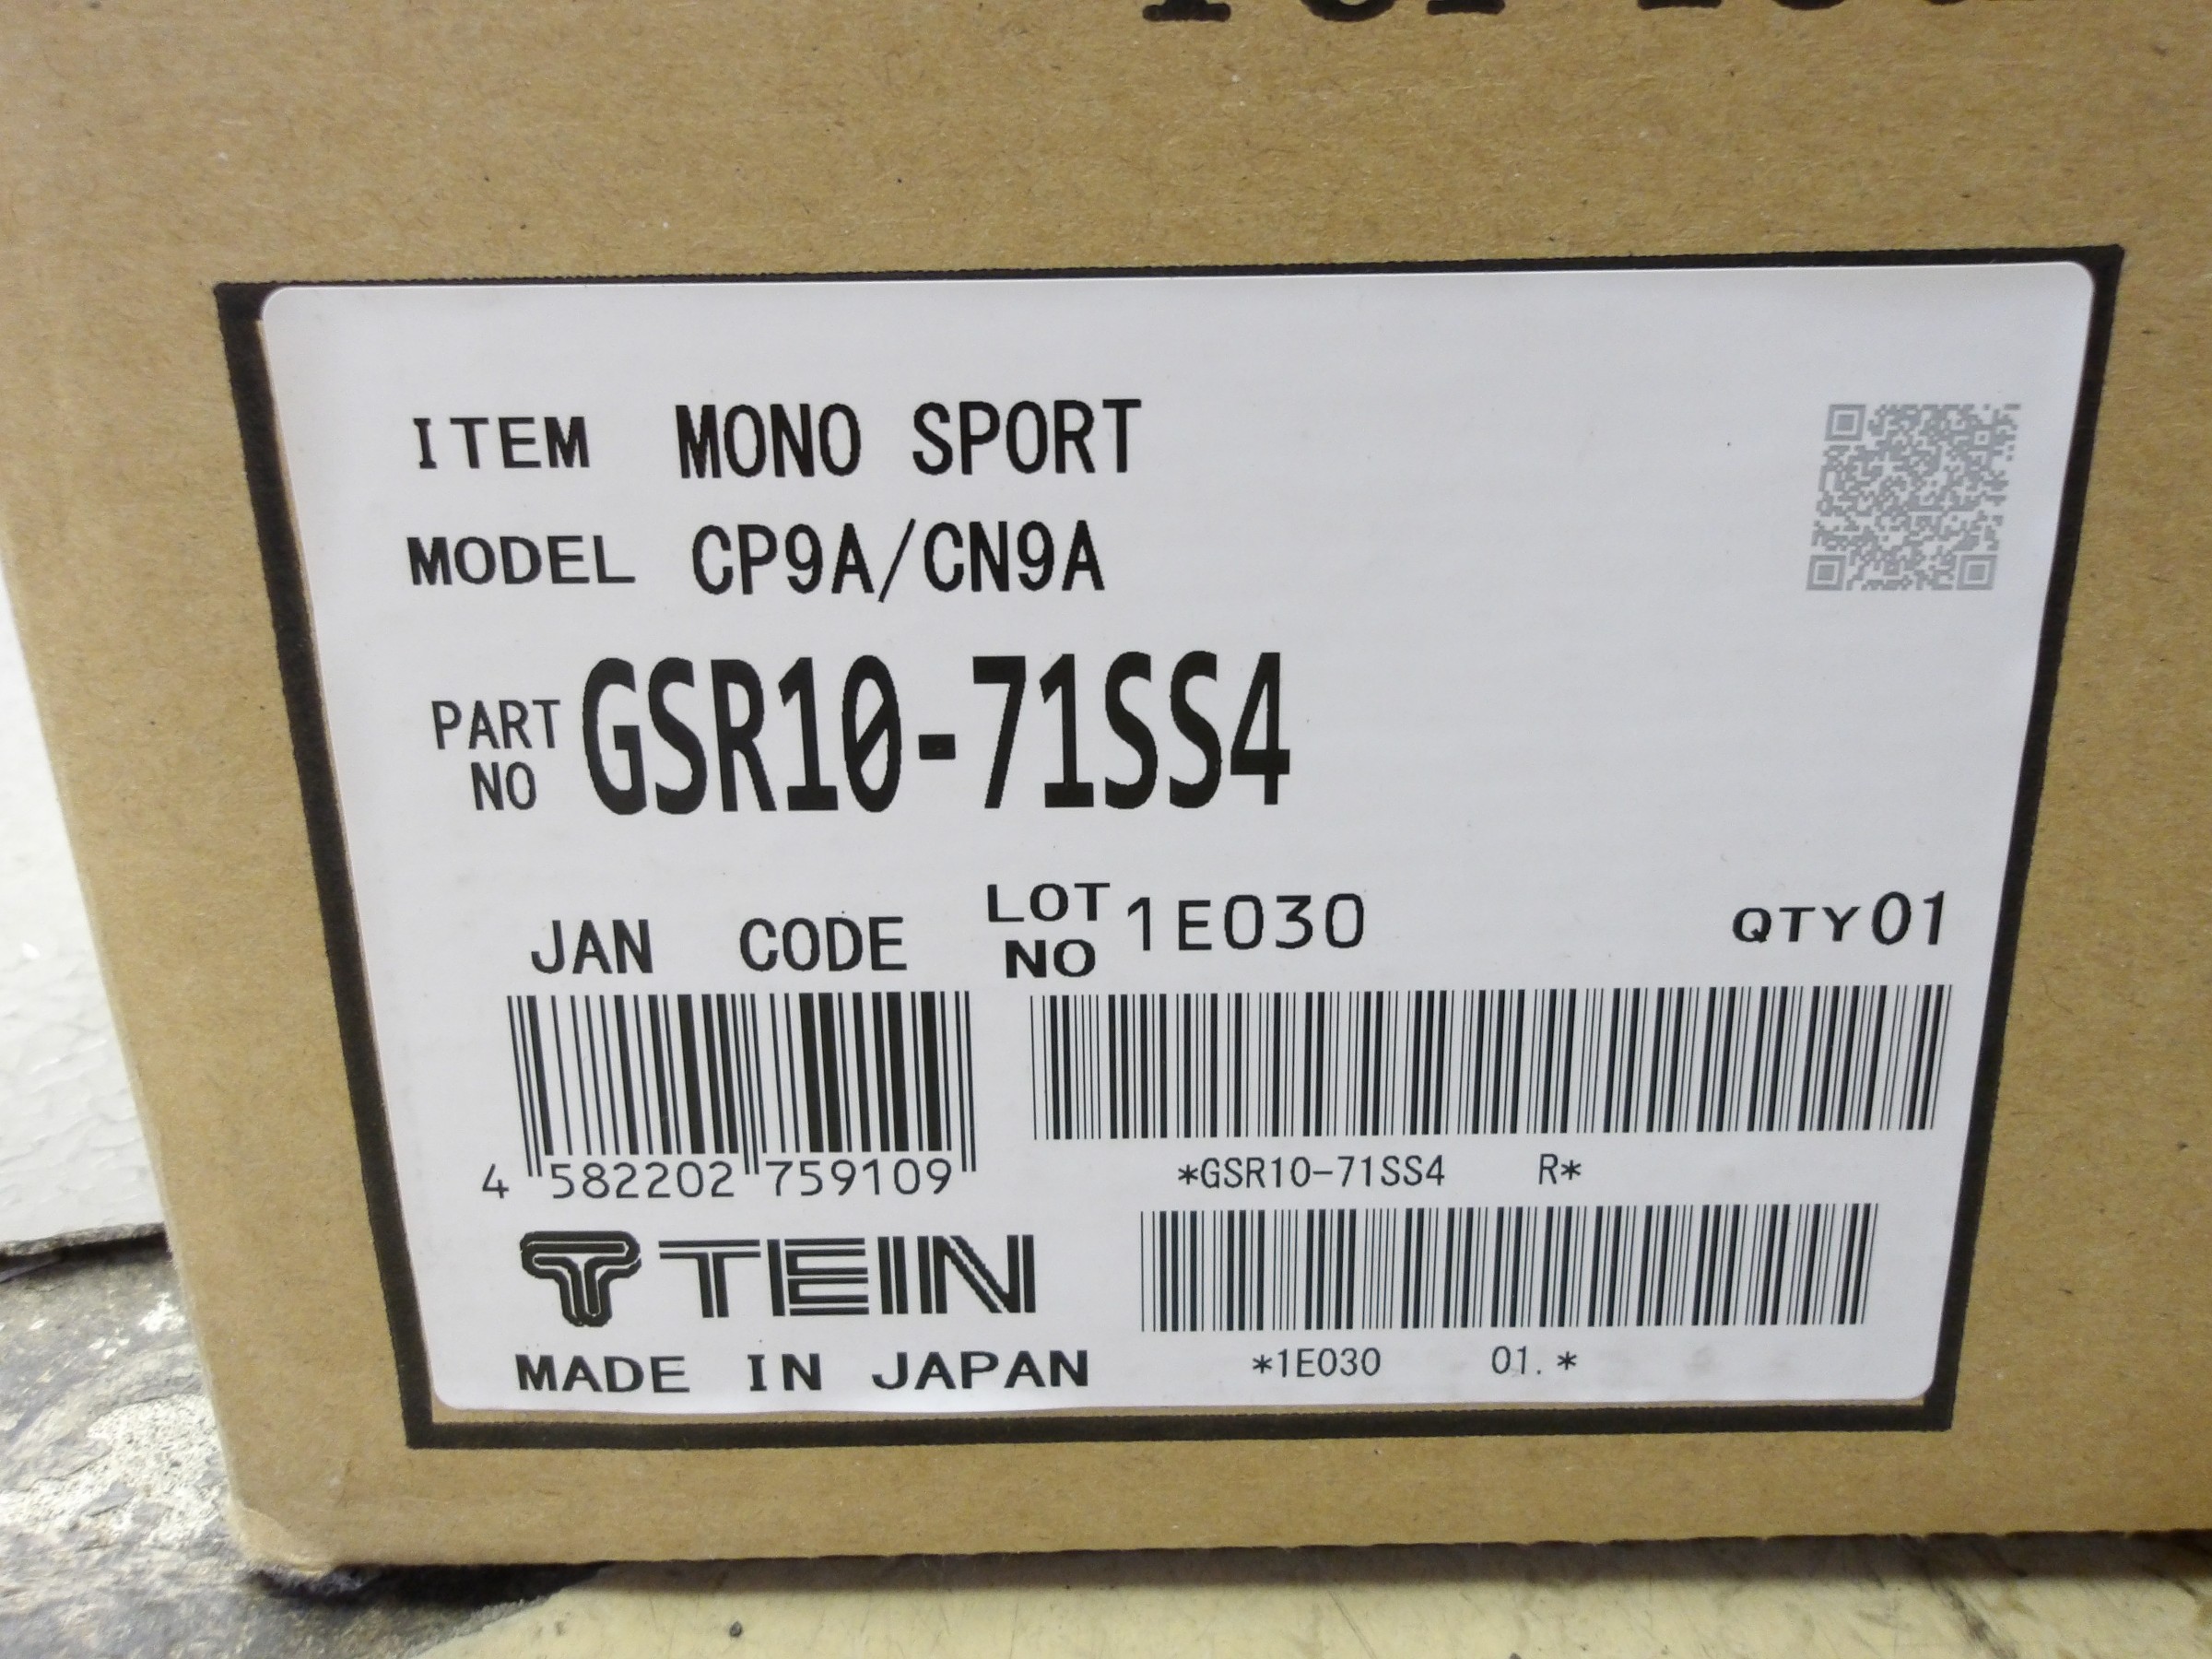 ITEM MONO SPORT
MODEL CP9A/CN9A
PART NO GSR10-71SS4
JAN CODE LOT NO 1E030 QTY 01
4 582202 759109
*GSR10-71SS4 R*
TEIN
MADE IN JAPAN
*1E030 01.*